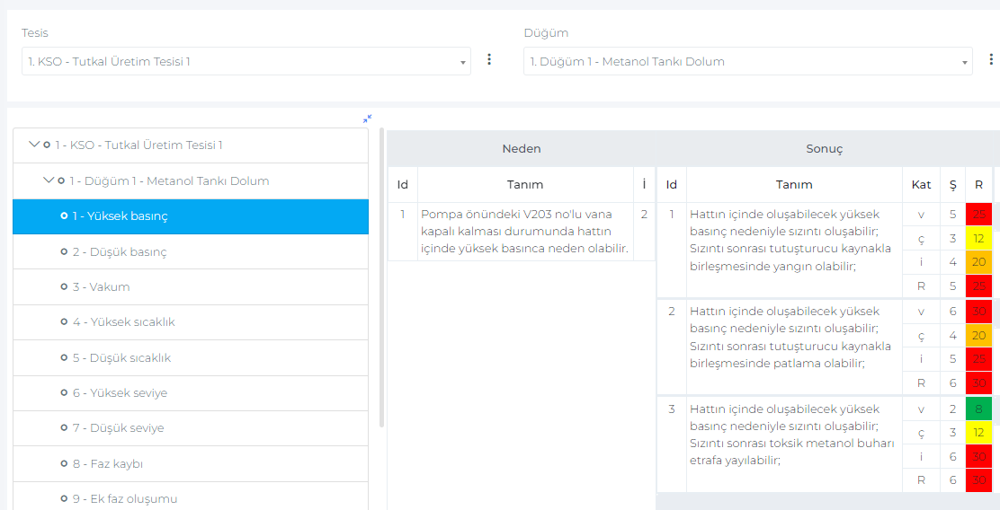 Tesis
Düğüm
1. KSO - Tutkal Üretim Tesisi 1
1. Düğüm 1 - Metanol Tankı Dolum
1 - KSO - Tutkal Üretim Tesisi 1
1 - Düğüm 1 - Metanol Tankı Dolum
1 - Yüksek basınç
2 - Düşük basınç
3 - Vakum
4 - Yüksek sıcaklık
5 - Düşük sıcaklık
6 - Yüksek seviye
7 - Düşük seviye
8 - Faz kaybı
9 - Ek faz oluşumu
Neden
Id Tanım İ
1 Pompa önündeki V203 no'lu vana 2
kapalı kalması durumunda hattın
içinde yüksek basınca neden olabilir.
Sonuç
Id Tanım Kat Ş R
1 Hattın içinde oluşabilecek yüksek
basınç nedeniyle sızıntı oluşabilir;
Sızıntı sonrası tutuşturucu kaynakla
birleşmesinde yangın olabilir;
v 5 25
ç 3 12
i 4 20
R 5 25
2 Hattın içinde oluşabilecek yüksek
basınç nedeniyle sızıntı oluşabilir;
Sızıntı sonrası tutuşturucu kaynakla
birleşmesinde patlama olabilir;
v 6 30
ç 4 20
i 5 25
R 6 30
3 Hattın içinde oluşabilecek yüksek
basınç nedeniyle sızıntı oluşabilir;
Sızıntı sonrası toksik metanol buharı
etrafa yayılabilir;
v 2 8
ç 3 12
i 6 30
R 6 30